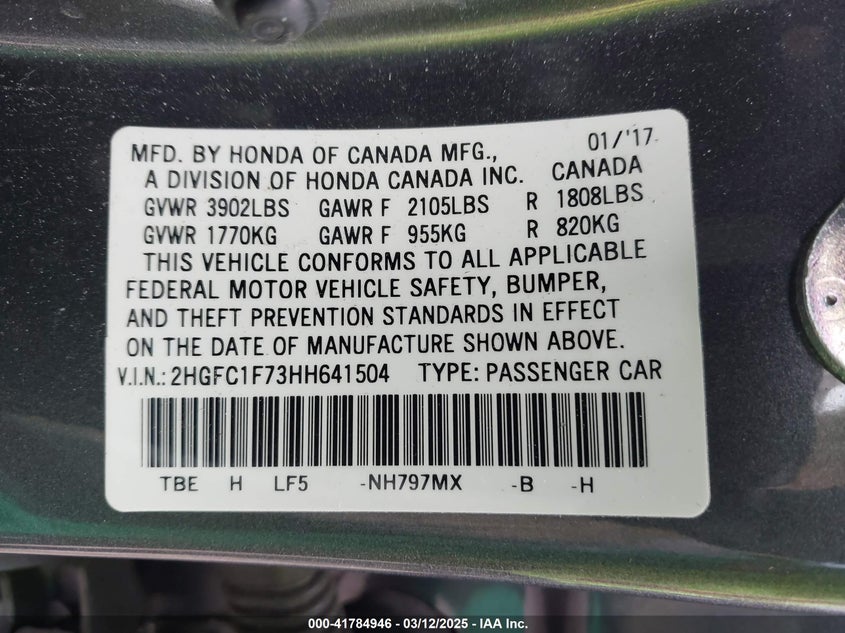 01/'17
MFD. BY HONDA OF CANADA MFG.,
A DIVISION OF HONDA CANADA INC. CANADA
GVWR 3902LBS GAWR F 2105LBS R 1808LBS
GVWR 1770KG GAWR F 955KG R 820KG
THIS VEHICLE CONFORMS TO ALL APPLICABLE
FEDERAL MOTOR VEHICLE SAFETY, BUMPER,
AND THEFT PREVENTION STANDARDS IN EFFECT
ON THE DATE OF MANUFACTURE SHOWN ABOVE.
V.I.N.: 2HGFC1F73HH641504 TYPE: PASSENGER CAR
TBE H LF5 -NH797MX -B -H
000-41784946 - 03/12/2025 - IAA Inc.